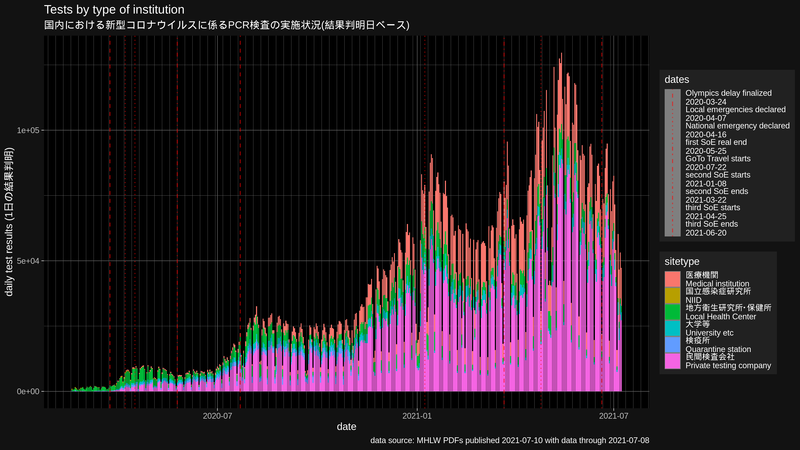 Tests by type of institution
国内における新型コロナウイルスに係るPCR検査の実施状況(結果判明日ベース)
daily test results (1日の結果判明)
1e+05
5e+04
0e+00
2020-07
2021-01
2021-07
date
dates
Olympics delay finalized
2020-03-24
Local emergencies declared
2020-04-07
National emergency declared
2020-04-16
first SoE real end
2020-05-25
GoTo Travel starts
2020-07-22
second SoE starts
2021-01-08
second SoE ends
2021-03-22
third SoE starts
2021-04-25
third SoE ends
2021-06-20
sitetype
医療機関
Medical institution
国立感染症研究所
NIID
地方衛生研究所･保健所
Local Health Center
大学等
University etc
検疫所
Quarantine station
民間検査会社
Private testing company
data source: MHLW PDFs published 2021-07-10 with data through 2021-07-08